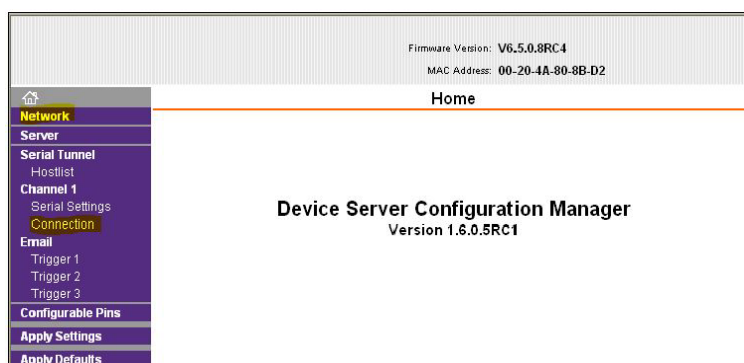 Firmware Version: V6.5.0.8RC4
MAC Address: 00-20-4A-80-8B-D2
Home
Network
Server
Serial Tunnel
Hostlist
Channel 1
Serial Settings
Connection
Email
Trigger 1
Trigger 2
Trigger 3
Configurable Pins
Apply Settings
Apply Defaults
Device Server Configuration Manager
Version 1.6.0.5RC1